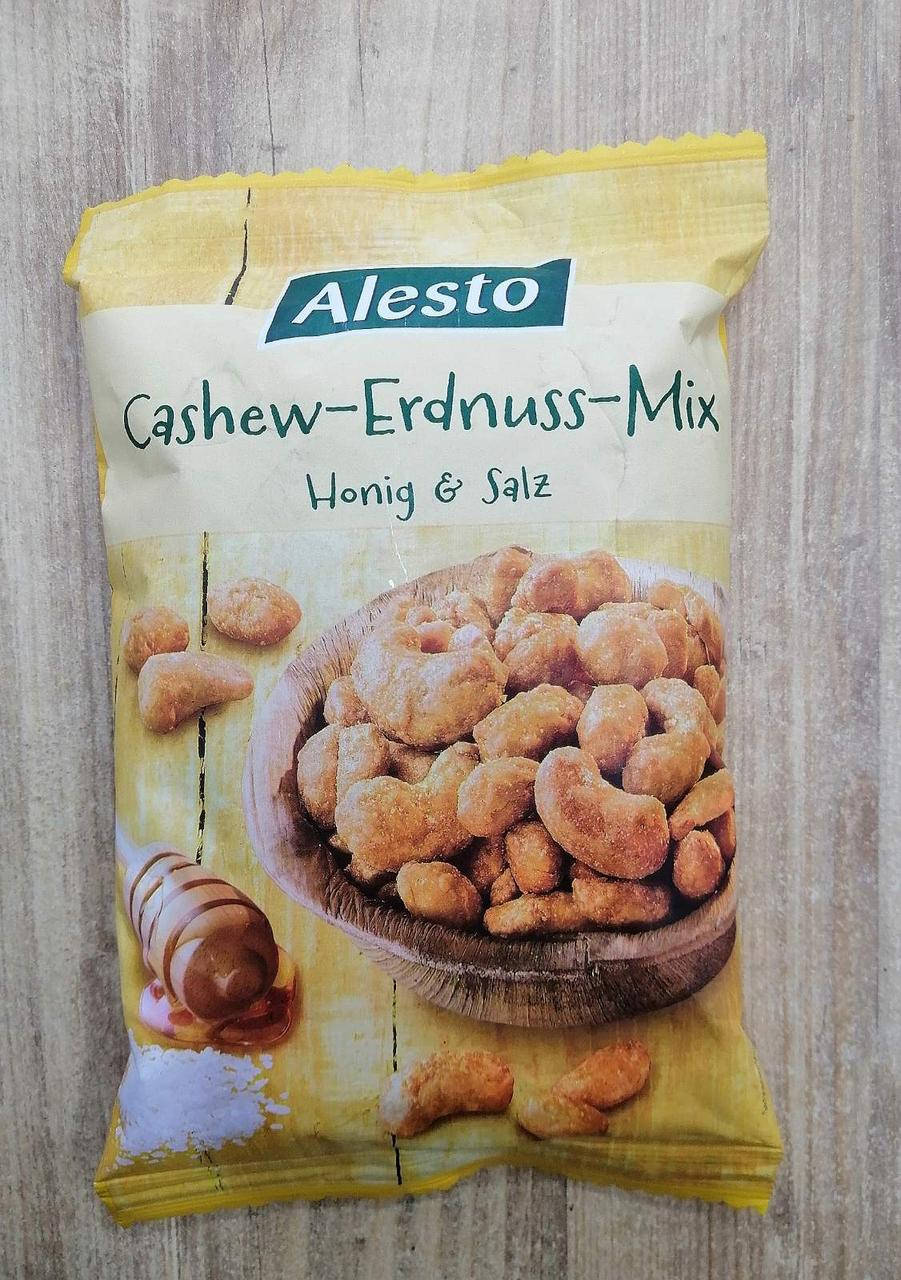 Alesto
Cashew-Erdnuss-Mix
Honig & Salz